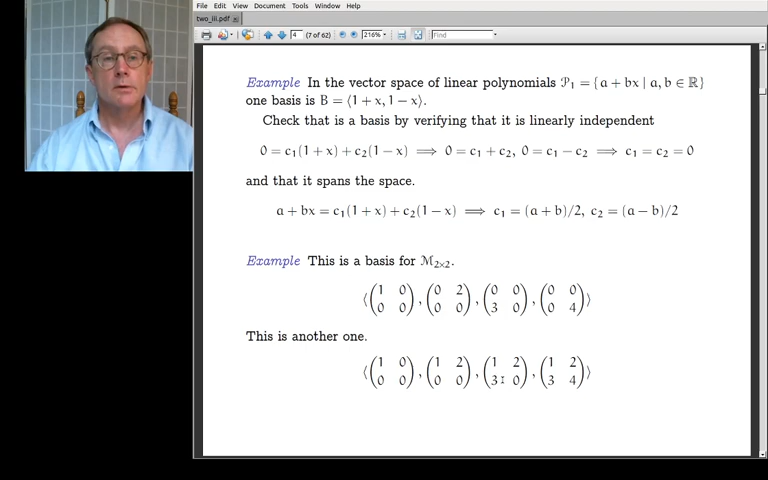 File Edit View Document Tools Window Help
two_iii.pdf
4 (7 of 62) 216% Find
Example In the vector space of linear polynomials 𝒫₁ = {a + bx | a, b ∈ ℝ}
one basis is B = ⟨1 + x, 1 − x⟩.
Check that is a basis by verifying that it is linearly independent
0 = c₁(1 + x) + c₂(1 − x) ⟹ 0 = c₁ + c₂, 0 = c₁ − c₂ ⟹ c₁ = c₂ = 0
and that it spans the space.
a + bx = c₁(1 + x) + c₂(1 − x) ⟹ c₁ = (a + b)/2, c₂ = (a − b)/2
Example This is a basis for ℳ₂ₓ₂.
⟨(1 0 0 0), (0 2 0 0), (0 0 3 0), (0 0 0 4)⟩
This is another one.
⟨(1 0 0 0), (1 2 0 0), (1 2 3 0), (1 2 3 4)⟩